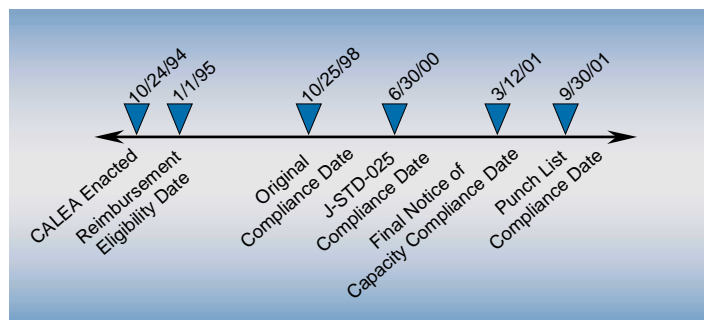 10/24/94
1/1/95
10/25/98
6/30/00
3/12/01
9/30/01
CALEA Enacted
Reimbursement
Eligibility Date
Original
Compliance Date
J-STD-025
Compliance Date
Final Notice of
Capacity Compliance Date
Punch List
Compliance Date